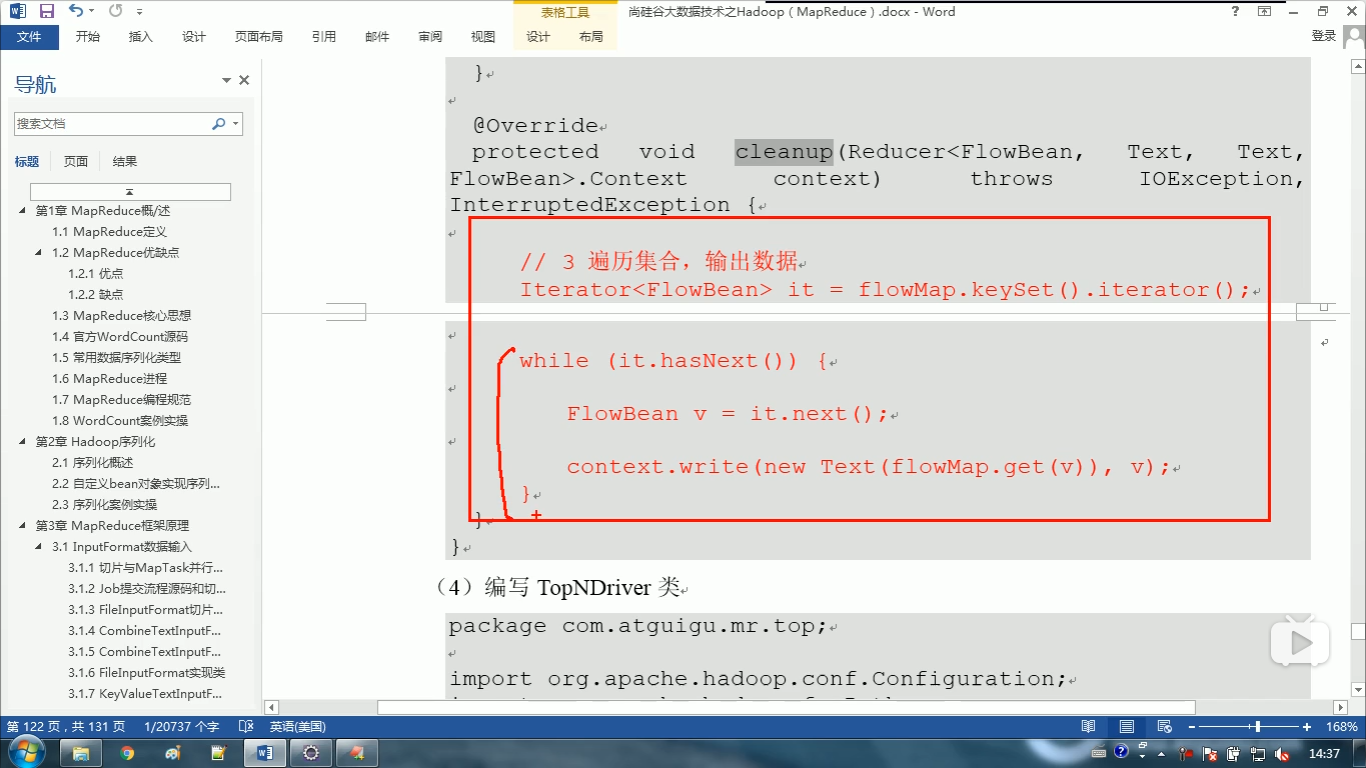 表格工具
尚硅谷大数据技术之Hadoop（MapReduce）.docx - Word
文件 开始 插入 设计 页面布局 引用 邮件 审阅 视图 设计 布局 登录
导航
搜索文档
标题 页面 结果
第1章 MapReduce概/述
1.1 MapReduce定义
1.2 MapReduce优缺点
1.2.1 优点
1.2.2 缺点
1.3 MapReduce核心思想
1.4 官方WordCount源码
1.5 常用数据序列化类型
1.6 MapReduce进程
1.7 MapReduce编程规范
1.8 WordCount案例实操
第2章 Hadoop序列化
2.1 序列化概述
2.2 自定义bean对象实现序列...
2.3 序列化案例实操
第3章 MapReduce框架原理
3.1 InputFormat数据输入
3.1.1 切片与MapTask并行...
3.1.2 Job提交流程源码和切...
3.1.3 FileInputFormat切片...
3.1.4 CombineTextInputF...
3.1.5 CombineTextInputF...
3.1.6 FileInputFormat实现类
3.1.7 KeyValueTextInputF...
}
@Override
protected void cleanup(Reducer<FlowBean, Text, Text,
FlowBean>.Context context) throws IOException,
InterruptedException {
// 3 遍历集合，输出数据
Iterator<FlowBean> it = flowMap.keySet().iterator();
while (it.hasNext()) {
FlowBean v = it.next();
context.write(new Text(flowMap.get(v)), v);
}
}
}
（4）编写 TopNDriver 类
package com.atguigu.mr.top;
import org.apache.hadoop.conf.Configuration;
第 122 页，共 131 页 1/20737 个字 英语(美国) 168%
14:37